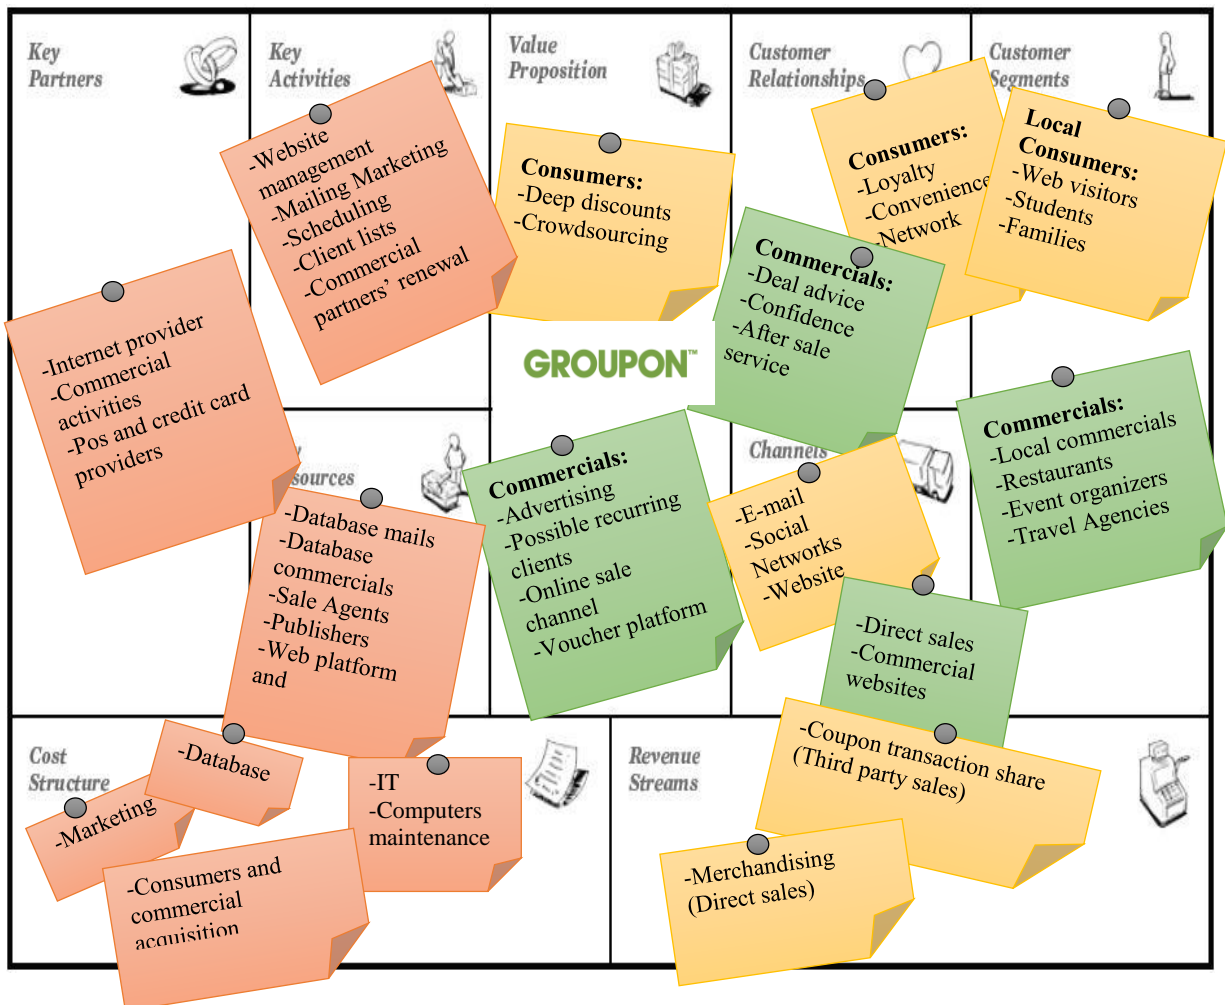 Key
Partners
-Internet provider
-Commercial
activities
-Pos and credit card
providers
Key
Activities
-Website
management
-Mailing Marketing
-Scheduling
-Client lists
-Commercial
partners’ renewal
sources
-Database mails
-Database
commercials
-Sale Agents
-Publishers
-Web platform
and
Value
Proposition
Consumers:
-Deep discounts
-Crowdsourcing
GROUPON™
Commercials:
-Advertising
-Possible recurring
clients
-Online sale
channel
-Voucher platform
Customer
Relationships
Consumers:
-Loyalty
-Convenience
-Network
Commercials:
-Deal advice
-Confidence
-After sale
service
Channels
-E-mail
-Social
Networks
-Website
-Direct sales
-Commercial
websites
Customer
Segments
Local
Consumers:
-Web visitors
-Students
-Families
Commercials:
-Local commercials
-Restaurants
-Event organizers
-Travel Agencies
Cost
Structure
-Marketing
-Database
-IT
-Computers
maintenance
-Consumers and
commercial
acquisition
Revenue
Streams
-Coupon transaction share
(Third party sales)
-Merchandising
(Direct sales)